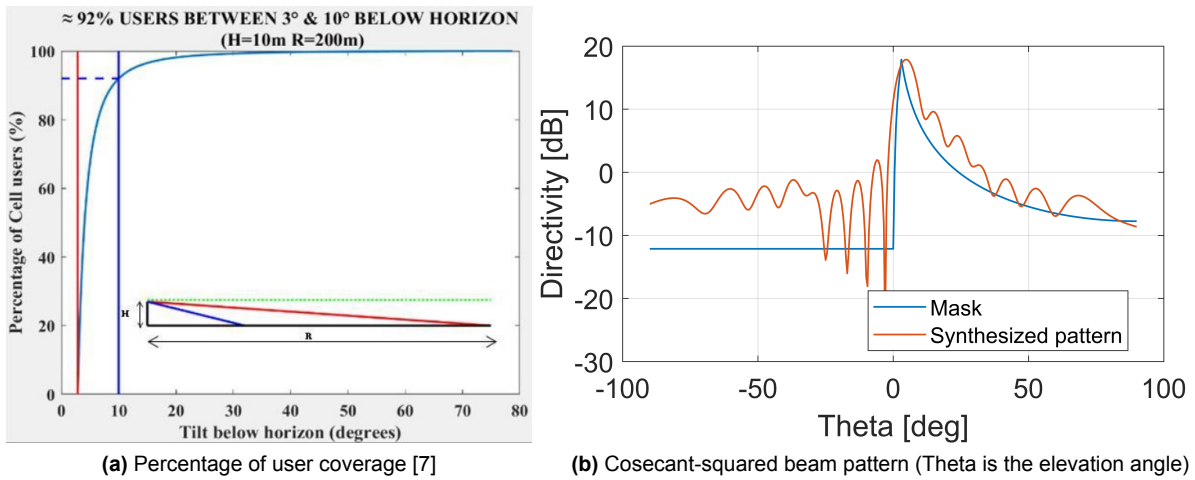 ≈ 92% USERS BETWEEN 3° & 10° BELOW HORIZON
(H=10m R=200m)
Percentage of Cell users (%)
100
80
60
40
20
0
H
R
0 10 20 30 40 50 60 70 80
Tilt below horizon (degrees)
(a) Percentage of user coverage [7]
Directivity [dB]
20
10
0
-10
-20
-30
Mask
Synthesized pattern
-100 -50 0 50 100
Theta [deg]
(b) Cosecant-squared beam pattern (Theta is the elevation angle)